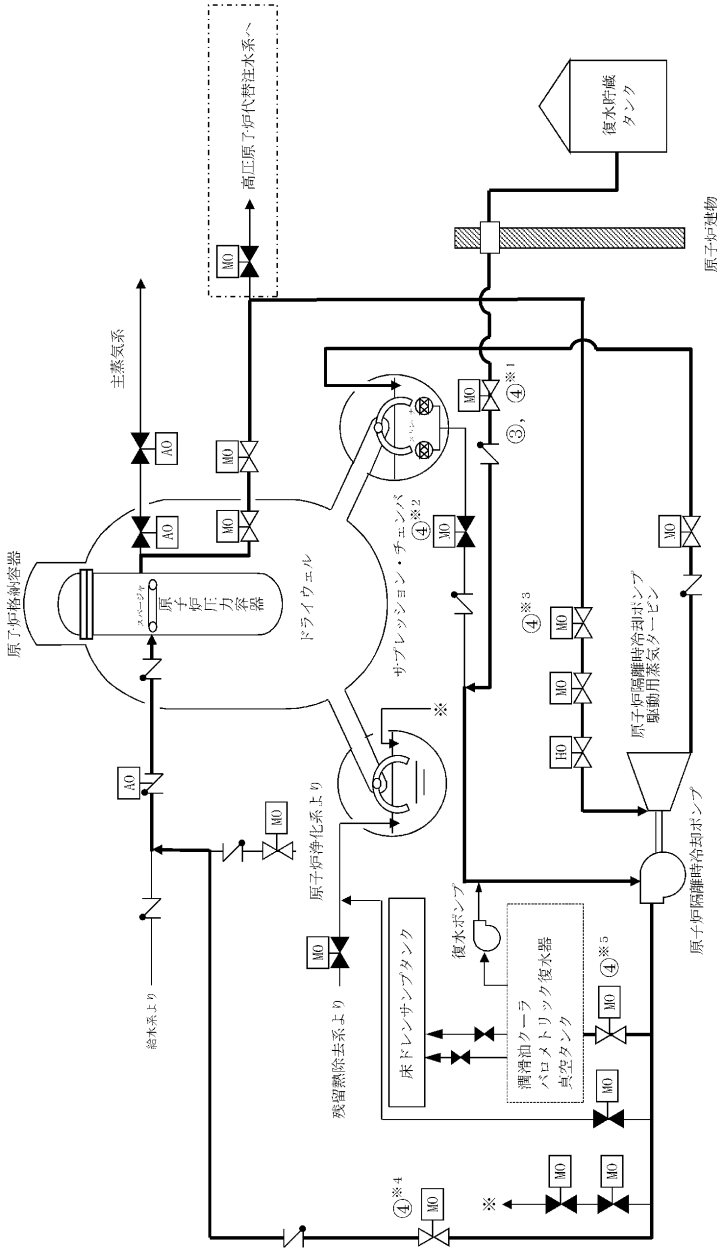 原子炉格納容器
主蒸気系
高圧原子炉代替注水系へ
MO
AO
AO
MO
MO
スパージャ
原子炉
圧力
容器
ドライウェル
サプレッション・チェンバ
復水貯蔵
タンク
原子炉建物
AO
MO
給水系より
原子炉浄化系より
※
MO
残留熱除去系より
MO
④※2
MO
③,④※1
MO
④※3
MO
MO
HO
MO
原子炉隔離時冷却ポンプ
駆動用蒸気タービン
原子炉隔離時冷却ポンプ
復水ポンプ
床ドレンサンプタンク
潤滑油クーラ
バロメトリック復水器
真空タンク
MO
④※5
MO
④※4
MO
※
MO
MO